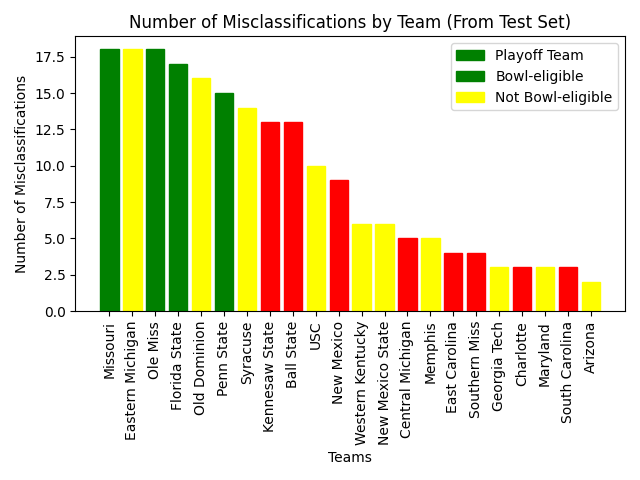 Number of Misclassifications by Team (From Test Set)
Playoff Team
Bowl-eligible
Not Bowl-eligible
Number of Misclassifications
17.5
15.0
12.5
10.0
7.5
5.0
2.5
0.0
Missouri
Eastern Michigan
Ole Miss
Florida State
Old Dominion
Penn State
Syracuse
Kennesaw State
Ball State
USC
New Mexico
Western Kentucky
New Mexico State
Central Michigan
Memphis
East Carolina
Southern Miss
Georgia Tech
Charlotte
Maryland
South Carolina
Arizona
Teams